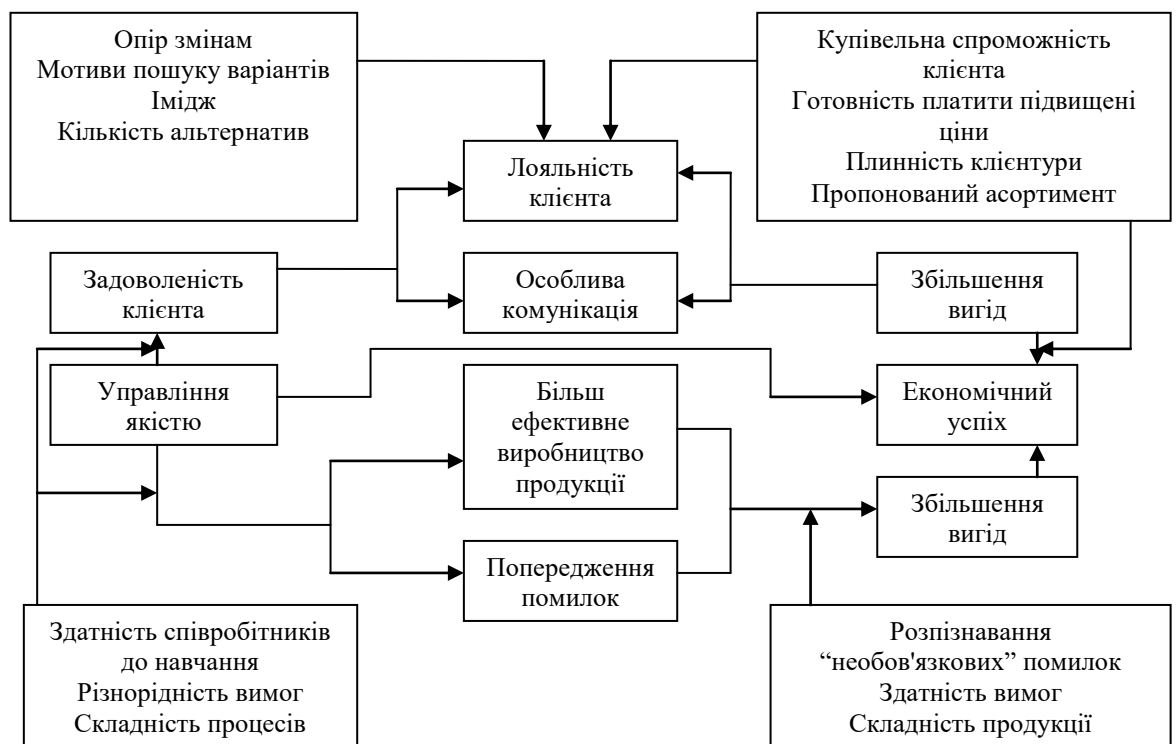 Опір змінам
Мотиви пошуку варіантів
Імідж
Кількість альтернатив
Купівельна спроможність
клієнта
Готовність платити підвищені
ціни
Плинність клієнтури
Пропонований асортимент
Лояльність
клієнта
Задоволеність
клієнта
Особлива
комунікація
Збільшення
вигід
Управління
якістю
Більш
ефективне
виробництво
продукції
Економічний
успіх
Збільшення
вигід
Попередження
помилок
Здатність співробітників
до навчання
Різнорідність вимог
Складність процесів
Розпізнавання
“необов'язкових” помилок
Здатність вимог
Складність продукції